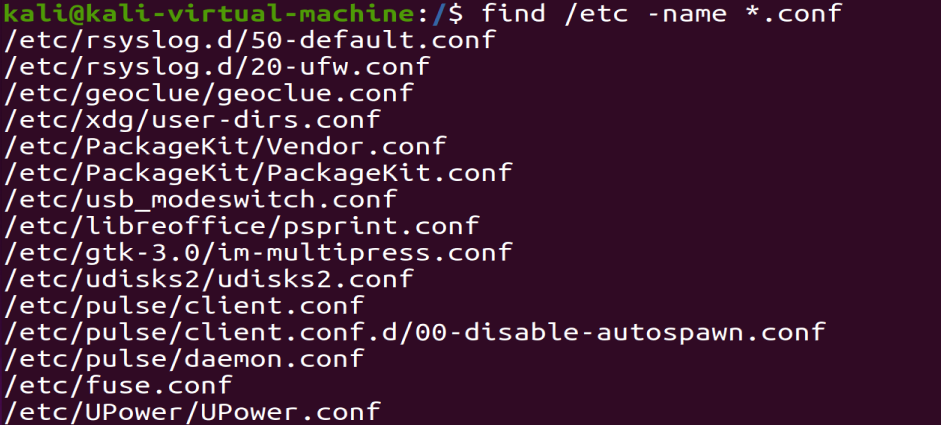 kali@kali-virtual-machine:/$ find /etc -name *.conf
/etc/rsyslog.d/50-default.conf
/etc/rsyslog.d/20-ufw.conf
/etc/geoclue/geoclue.conf
/etc/xdg/user-dirs.conf
/etc/PackageKit/Vendor.conf
/etc/PackageKit/PackageKit.conf
/etc/usb_modeswitch.conf
/etc/libreoffice/psprint.conf
/etc/gtk-3.0/im-multipress.conf
/etc/udisks2/udisks2.conf
/etc/pulse/client.conf
/etc/pulse/client.conf.d/00-disable-autospawn.conf
/etc/pulse/daemon.conf
/etc/fuse.conf
/etc/UPower/UPower.conf